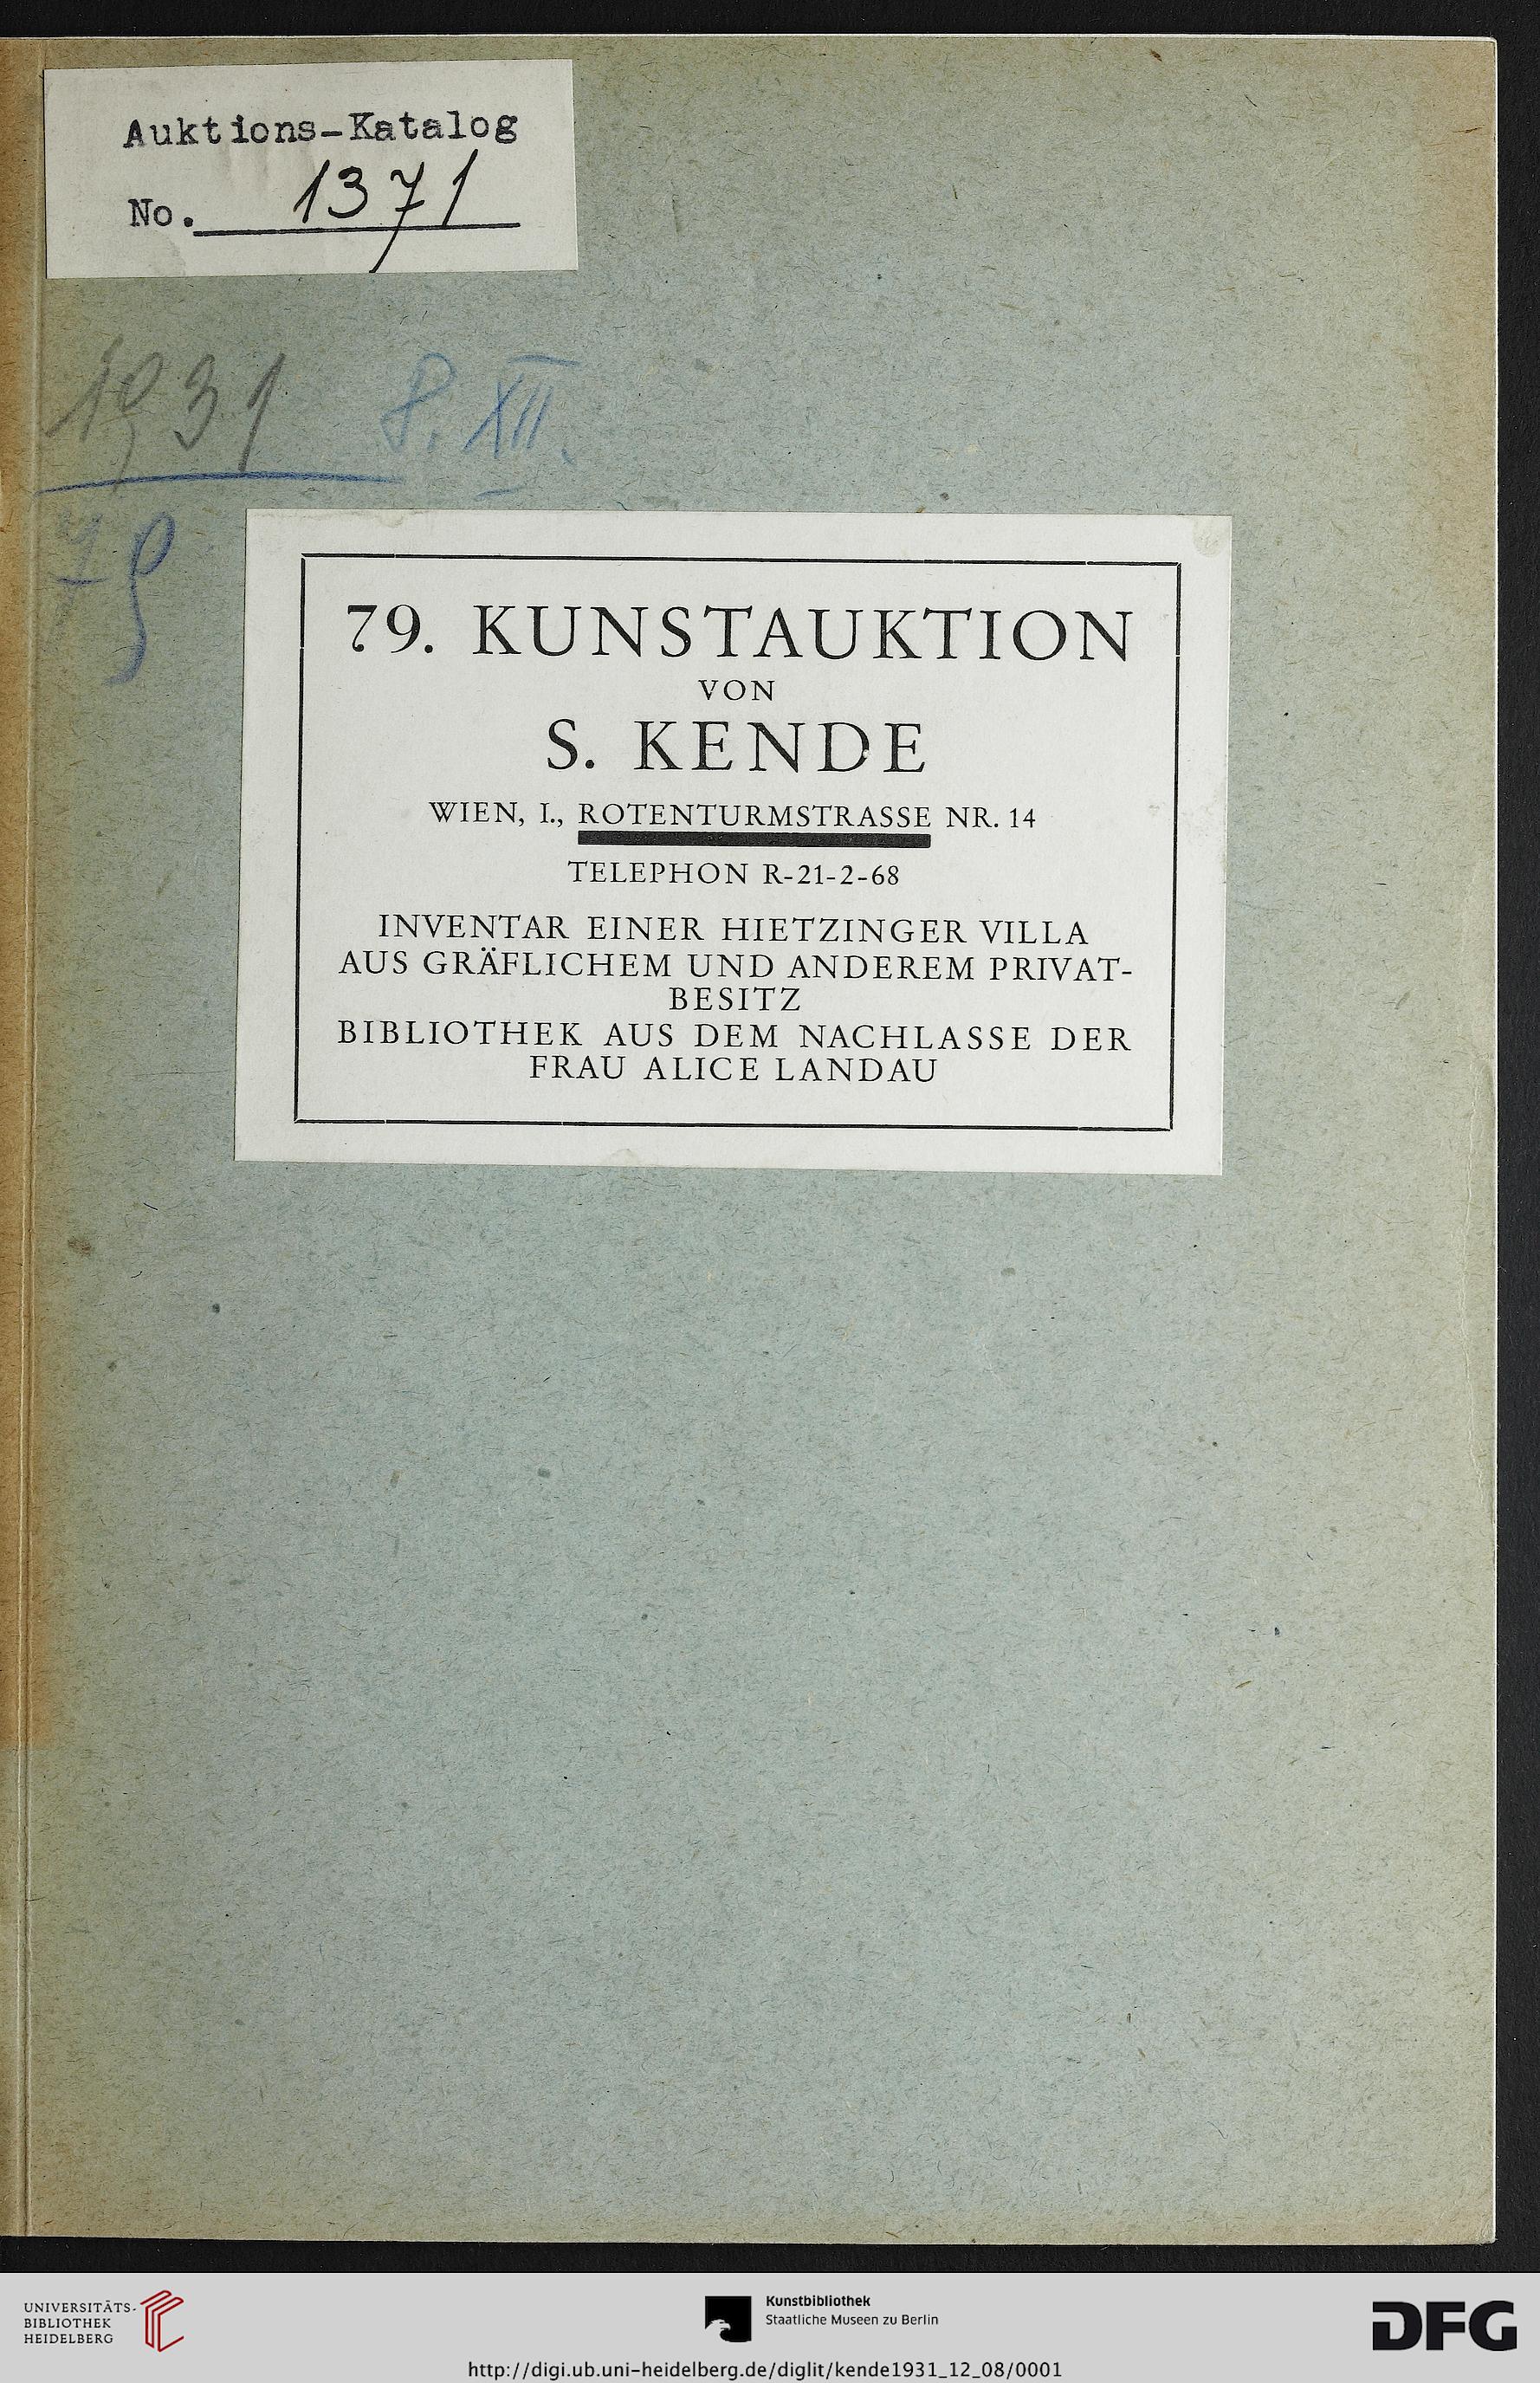 Auktions-Katalog
No. 1371
1931 8. XII.
79
79. KUNSTAUKTION
VON
S. KENDE
WIEN, I., ROTENTURMSTRASSE NR. 14
TELEPHON R-21-2-68
INVENTAR EINER HIETZINGER VILLA
AUS GRÄFLICHEM UND ANDEREM PRIVAT-
BESITZ
BIBLIOTHEK AUS DEM NACHLASSE DER
FRAU ALICE LANDAU
UNIVERSITÄTS-
BIBLIOTHEK
HEIDELBERG
Kunstbibliothek
Staatliche Museen zu Berlin
DFG
http://digi.ub.uni-heidelberg.de/diglit/kende1931_12_08/0001